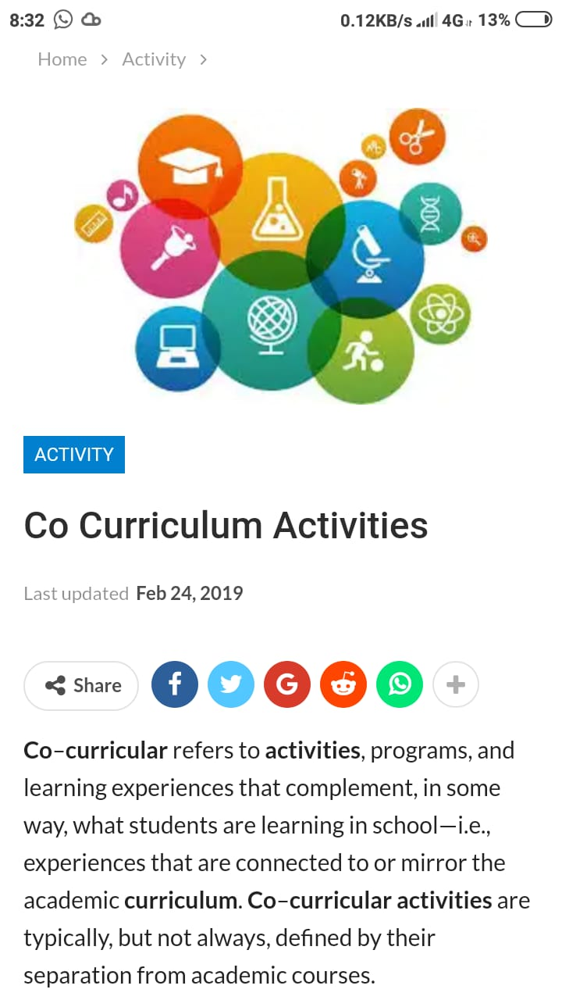 8:32 0.12KB/s 4G 13%
Home > Activity >
ACTIVITY
Co Curriculum Activities
Last updated Feb 24, 2019
Share
Co–curricular refers to activities, programs, and
learning experiences that complement, in some
way, what students are learning in school—i.e.,
experiences that are connected to or mirror the
academic curriculum. Co–curricular activities are
typically, but not always, defined by their
separation from academic courses.